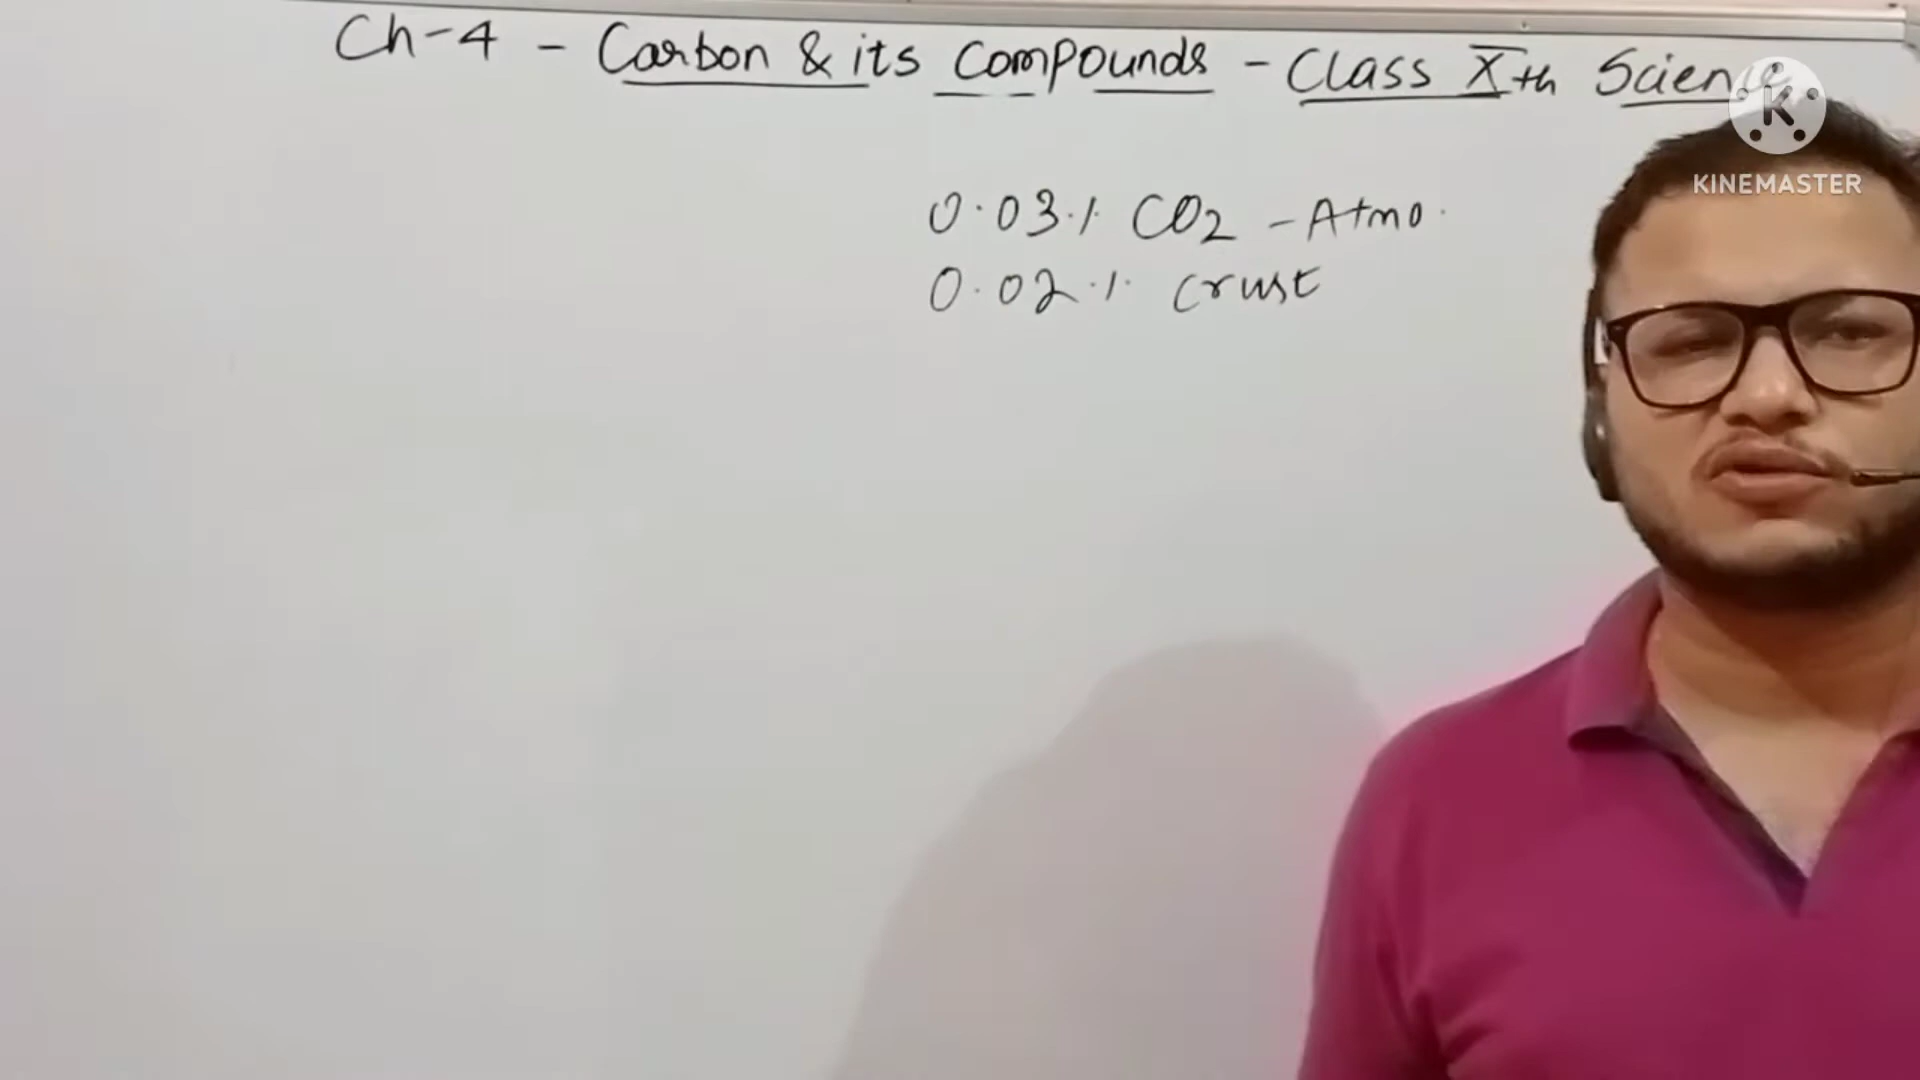 Ch-4 - Carbon & its Compounds - Class Xth Science
K
KINEMASTER
0.03% CO2 - Atmo.
0.02% Crust